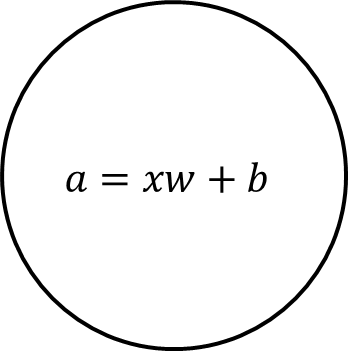 a = xw + b